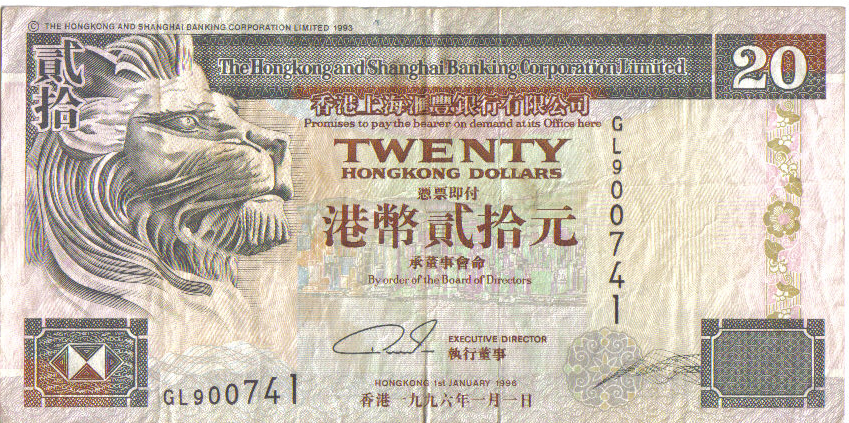 © THE HONGKONG AND SHANGHAI BANKING CORPORATION LIMITED 1993
貳拾
The Hongkong and Shanghai Banking Corporation Limited
20
香港上海滙豐銀行有限公司
Promises to pay the bearer on demand at its Office here
TWENTY
HONGKONG DOLLARS
憑票即付
港幣貳拾元
承董事會命
By order of the Board of Directors
GL900741
EXECUTIVE DIRECTOR
執行董事
GL900741
HONGKONG 1st JANUARY 1996
香港一九九六年一月一日